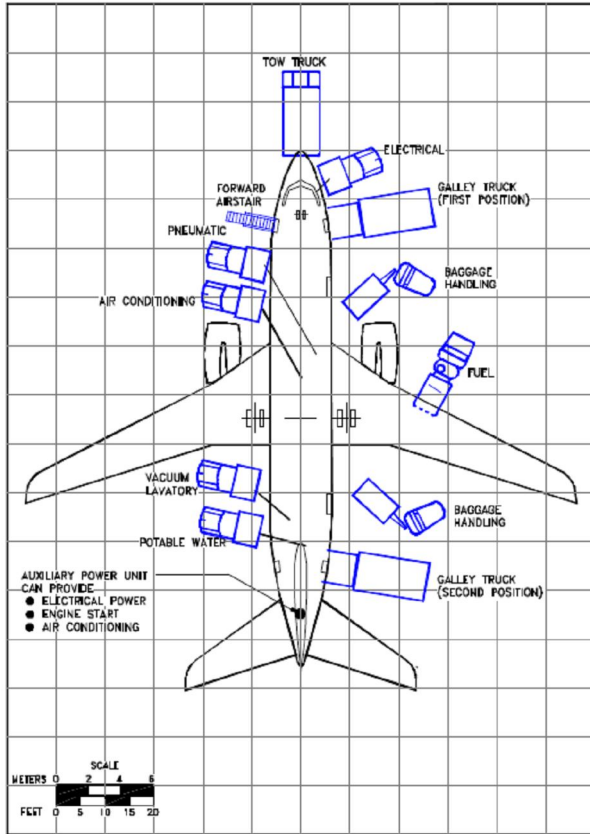 TOW TRUCK
ELECTRICAL
GALLEY TRUCK
(FIRST POSITION)
FORWARD
AIRSTAIR
PNEUMATIC
BAGGAGE
HANDLING
AIR CONDITIONING
FUEL
VACUUM
LAVATORY
BAGGAGE
HANDLING
POTABLE WATER
AUXILIARY POWER UNIT
CAN PROVIDE
● ELECTRICAL POWER
● ENGINE START
● AIR CONDITIONING
GALLEY TRUCK
(SECOND POSITION)
SCALE
METERS 0 2 4 6
FEET 0 5 10 15 20